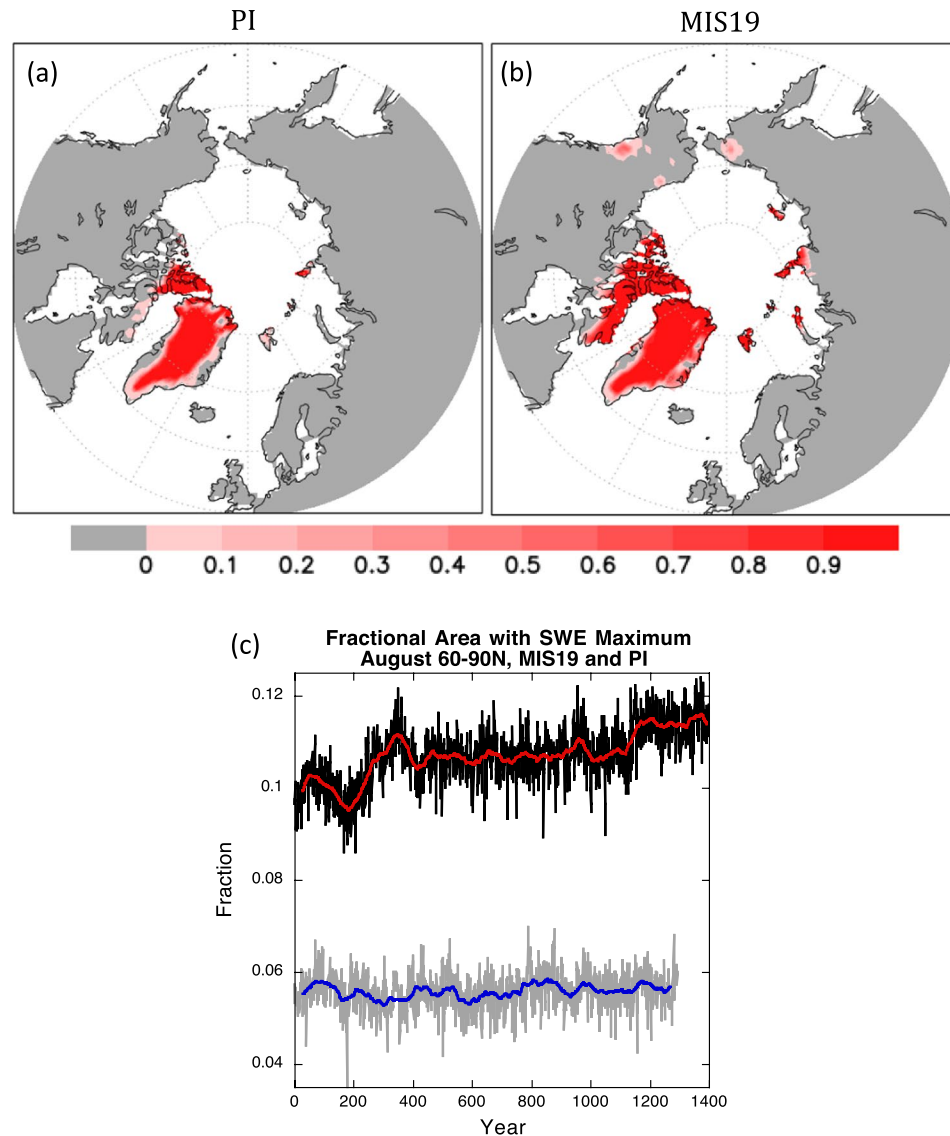 PI
MIS19
(a)
(b)
0 0.1 0.2 0.3 0.4 0.5 0.6 0.7 0.8 0.9
(c)
Fractional Area with SWE Maximum
August 60-90N, MIS19 and PI
0.12
0.1
0.08
0.06
0.04
Fraction
0 200 400 600 800 1000 1200 1400
Year